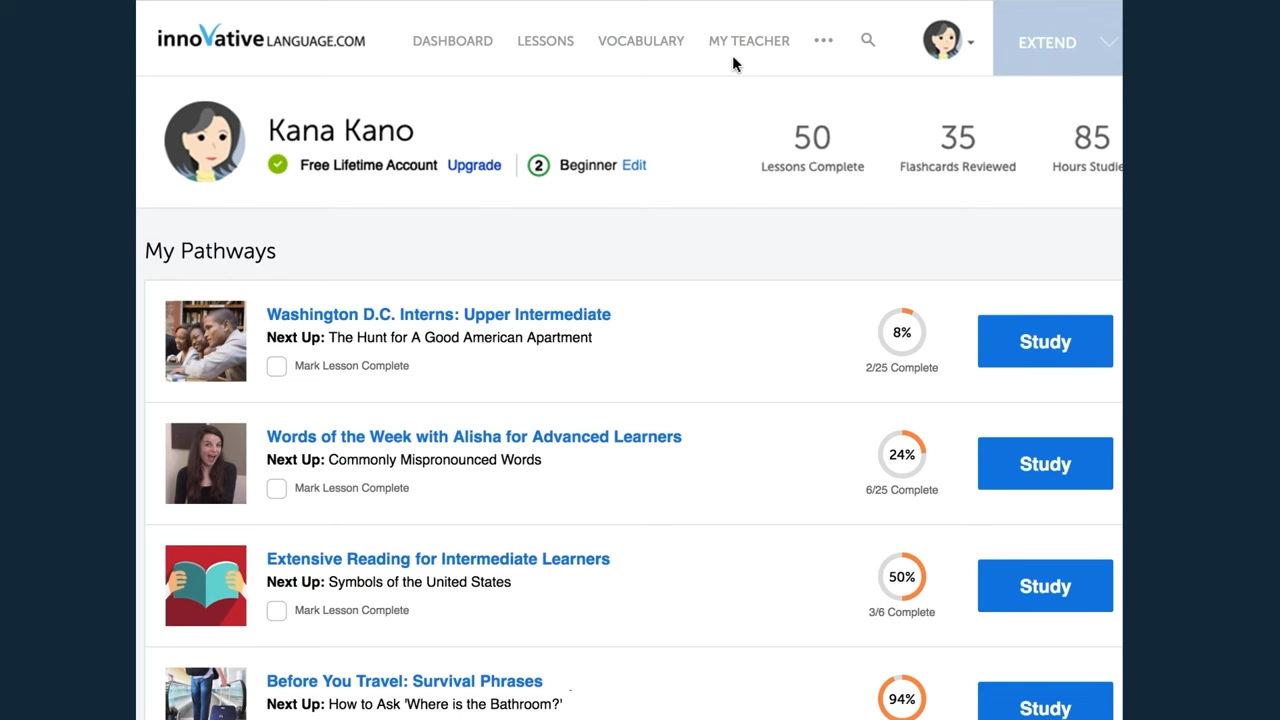 innoVative LANGUAGE.COM
DASHBOARD LESSONS VOCABULARY MY TEACHER ••• EXTEND
Kana Kano
Free Lifetime Account Upgrade 2 Beginner Edit
50 35 85
Lessons Complete Flashcards Reviewed Hours Studie
My Pathways
Washington D.C. Interns: Upper Intermediate
Next Up: The Hunt for A Good American Apartment
Mark Lesson Complete
8%
2/25 Complete
Study
Words of the Week with Alisha for Advanced Learners
Next Up: Commonly Mispronounced Words
Mark Lesson Complete
24%
6/25 Complete
Study
Extensive Reading for Intermediate Learners
Next Up: Symbols of the United States
Mark Lesson Complete
50%
3/6 Complete
Study
Before You Travel: Survival Phrases
Next Up: How to Ask 'Where is the Bathroom?'
94%
Study